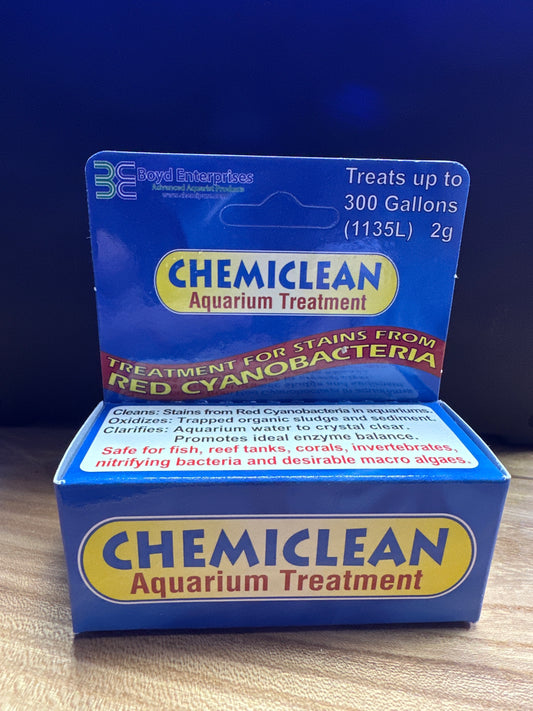 Boyd Enterprises
Advanced Aquarist Products
www.chemipure.com
Treats up to
300 Gallons
(1135L) 2g
CHEMICLEAN
Aquarium Treatment
TREATMENT FOR STAINS FROM
RED CYANOBACTERIA
Cleans: Stains from Red Cyanobacteria in aquariums.
Oxidizes: Trapped organic sludge and sediment.
Clarifies: Aquarium water to crystal clear.
Promotes ideal enzyme balance.
Safe for fish, reef tanks, corals, invertebrates,
nitrifying bacteria and desirable macro algaes.
CHEMICLEAN
Aquarium Treatment